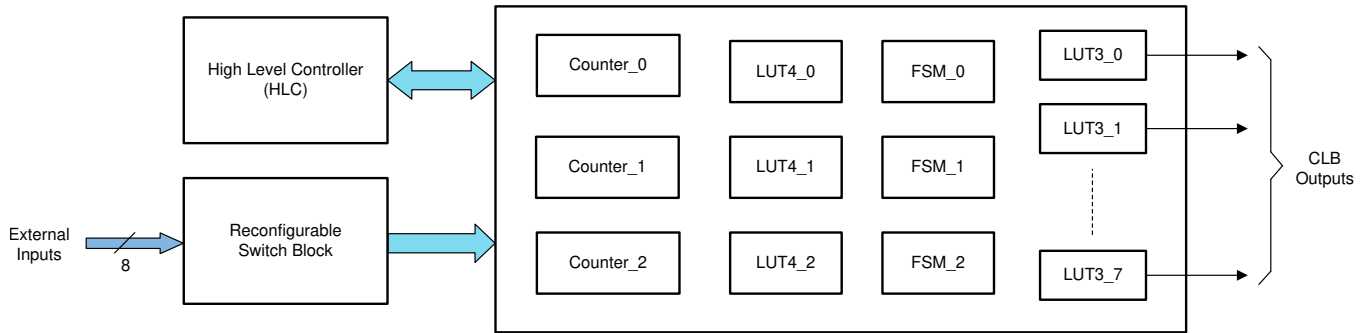 High Level Controller
(HLC)
Reconfigurable
Switch Block
External
Inputs
8
Counter_0
LUT4_0
FSM_0
LUT3_0
Counter_1
LUT4_1
FSM_1
LUT3_1
Counter_2
LUT4_2
FSM_2
LUT3_7
CLB
Outputs